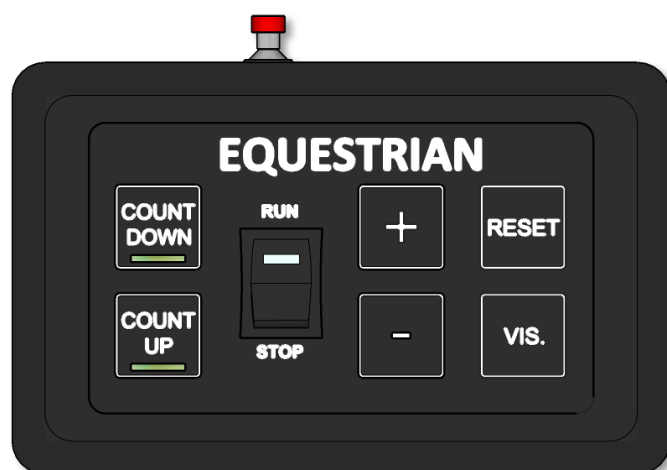 EQUESTRIAN
COUNT
DOWN
RUN
+
RESET
COUNT
UP
STOP
-
VIS.